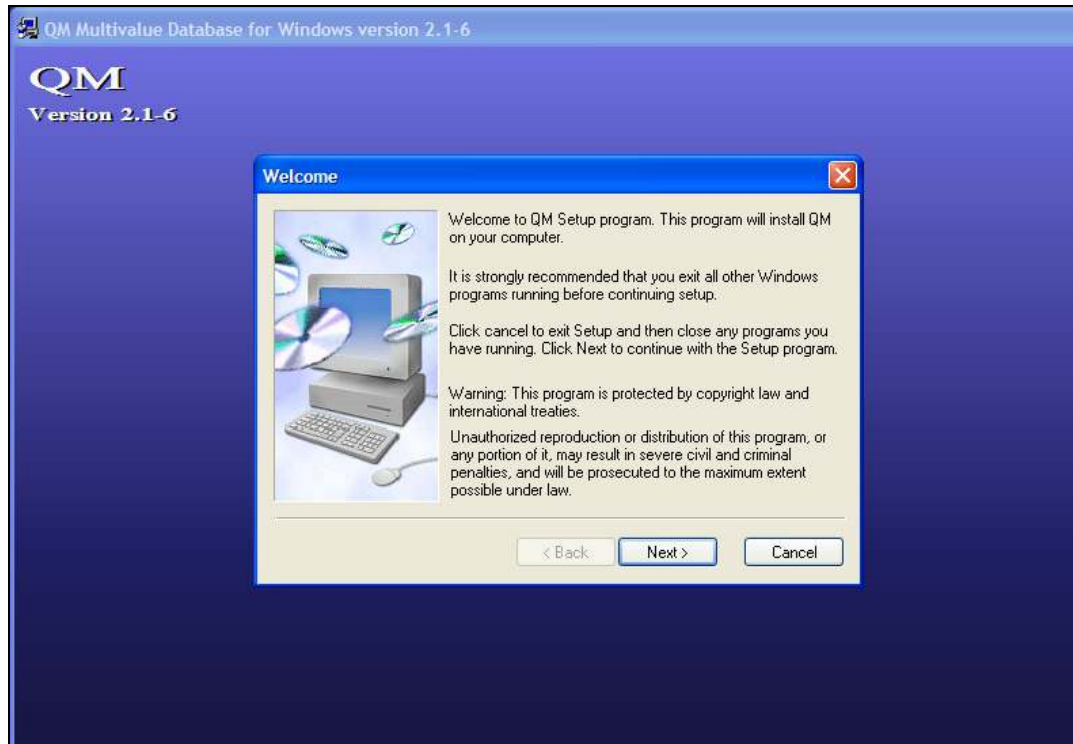 QM Multivalue Database for Windows version 2.1-6
QM
Version 2.1-6
Welcome
Welcome to QM Setup program. This program will install QM
on your computer.
It is strongly recommended that you exit all other Windows
programs running before continuing setup.
Click cancel to exit Setup and then close any programs you
have running. Click Next to continue with the Setup program.
Warning: This program is protected by copyright law and
international treaties.
Unauthorized reproduction or distribution of this program, or
any portion of it, may result in severe civil and criminal
penalties, and will be prosecuted to the maximum extent
possible under law.
< Back Next > Cancel